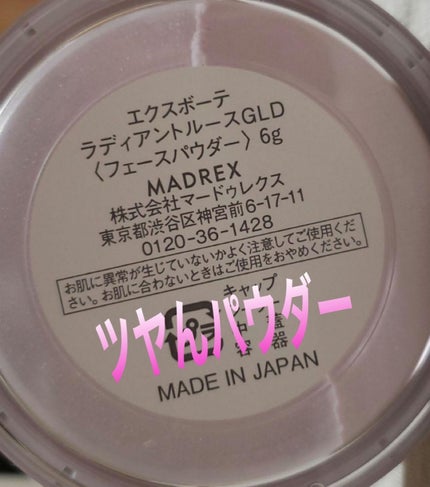 エクスボーテ
ラディアントルースGLD
〈フェースパウダー〉6g
MADREX
株式会社マードゥレクス
東京都渋谷区神宮前6-17-11
0120-36-1428
お肌に異常が生じていないかよく注意してご使用くだ
さい。お肌に合わないときはご使用をおやめください。
キャップ
中蓋
容器
ツヤんパウダー
MADE IN JAPAN